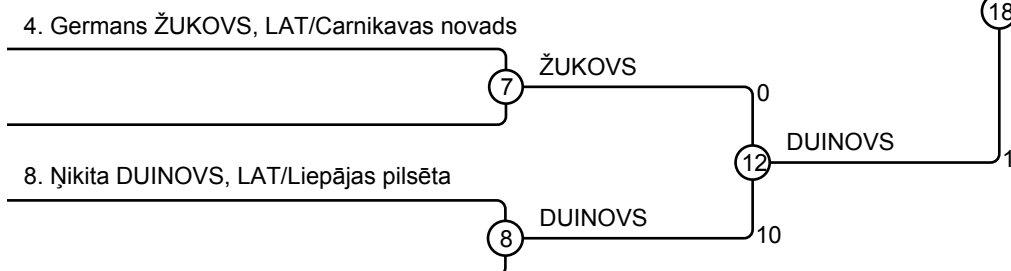 18
4. Germans ŽUKOVS, LAT/Carnikavas novads
ŽUKOVS
7
0
DUINOVS
12
8. Ņikita DUINOVS, LAT/Liepājas pilsēta
DUINOVS
8
10